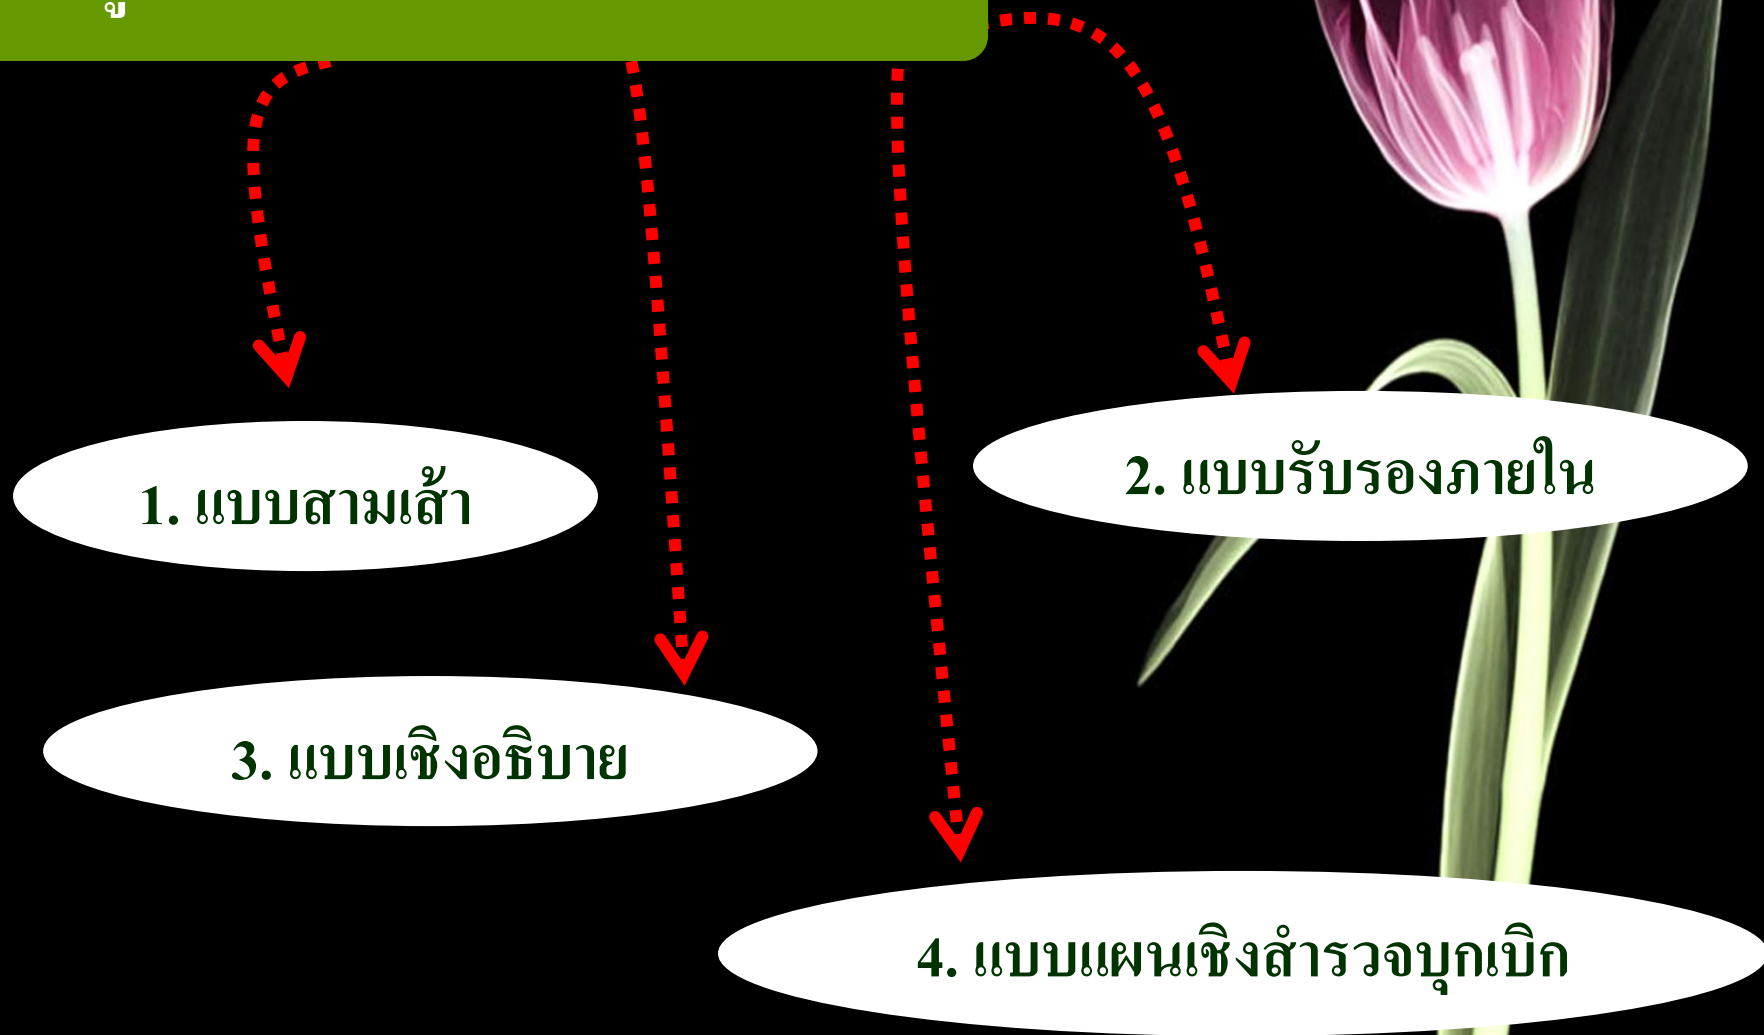 1. แบบสามเส้า
2. แบบรับรองภายใน
3. แบบเชิงอธิบาย
4. แบบแผนเชิงสำรวจบุกเบิก